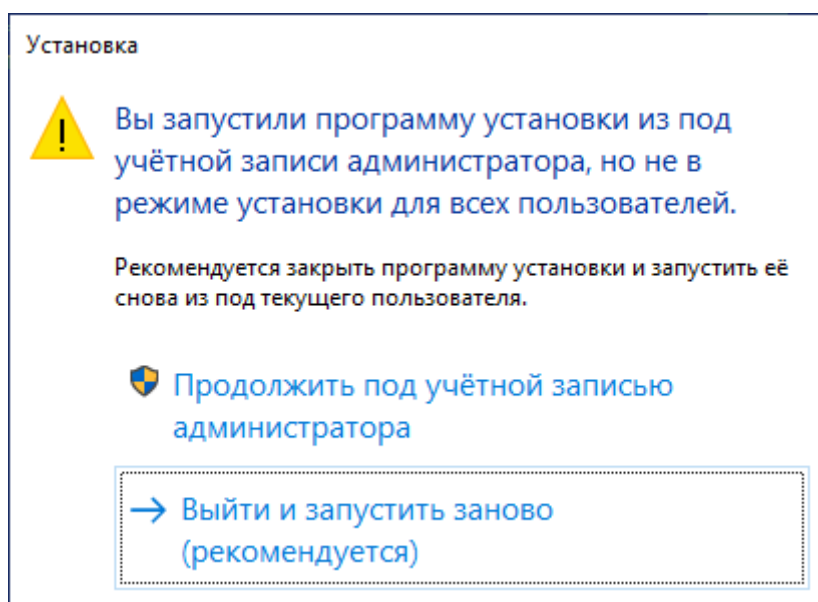 Установка
Вы запустили программу установки из под
учётной записи администратора, но не в
режиме установки для всех пользователей.
Рекомендуется закрыть программу установки и запустить её
снова из под текущего пользователя.
Продолжить под учётной записью
администратора
Выйти и запустить заново
(рекомендуется)